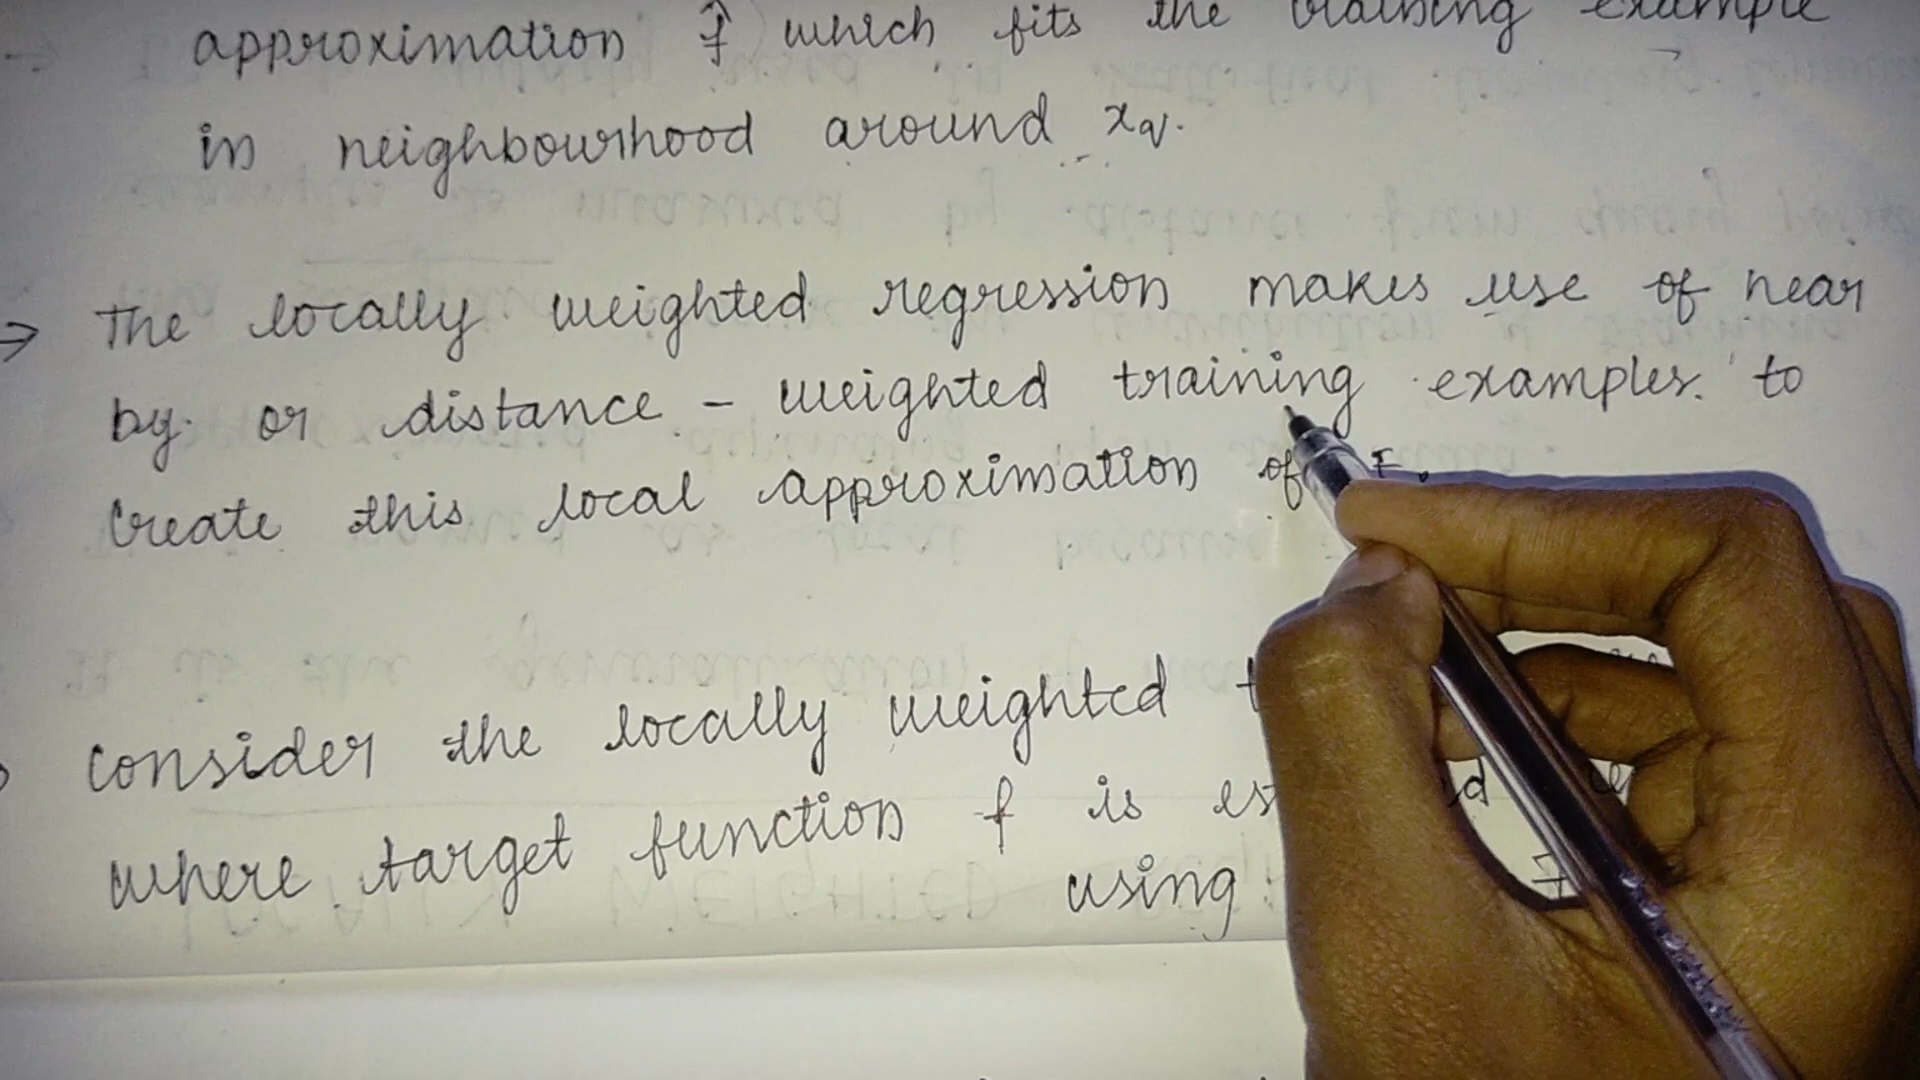 approximation f̂ which fits the training example
in neighbourhood around xq.
→ The locally weighted regression makes use of near
by or distance - weighted training examples to
create this local approximation of F.
consider the locally weighted
where target function f is
using